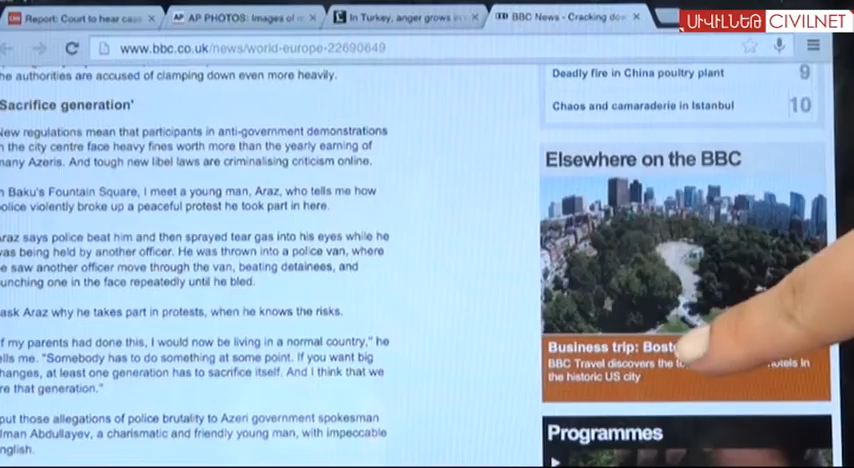 Report: Court to hear case
AP PHOTOS: Images of
In Turkey, anger grows
BBC News - Cracking dow
ՍԻՎԻԼՆԵԹ CIVILNET
www.bbc.co.uk/news/world-europe-22690649
he authorities are accused of clamping down even more heavily.
Sacrifice generation'
New regulations mean that participants in anti-government demonstrations
n the city centre face heavy fines worth more than the yearly earning of
many Azeris. And tough new libel laws are criminalising criticism online.
n Baku's Fountain Square, I meet a young man, Araz, who tells me how
police violently broke up a peaceful protest he took part in here.
Araz says police beat him and then sprayed tear gas into his eyes while he
was being held by another officer. He was thrown into a police van, where
e saw another officer move through the van, beating detainees, and
unching one in the face repeatedly until he bled.
ask Araz why he takes part in protests, when he knows the risks.
f my parents had done this, I would now be living in a normal country," he
ells me. "Somebody has to do something at some point. If you want big
hanges, at least one generation has to sacrifice itself. And I think that we
re that generation."
put those allegations of police brutality to Azeri government spokesman
lman Abdullayev, a charismatic and friendly young man, with impeccable
nglish.
Deadly fire in China poultry plant 9
Chaos and camaraderie in Istanbul 10
Elsewhere on the BBC
Business trip: Bost
BBC Travel discovers the hotels in
the historic US city
Programmes